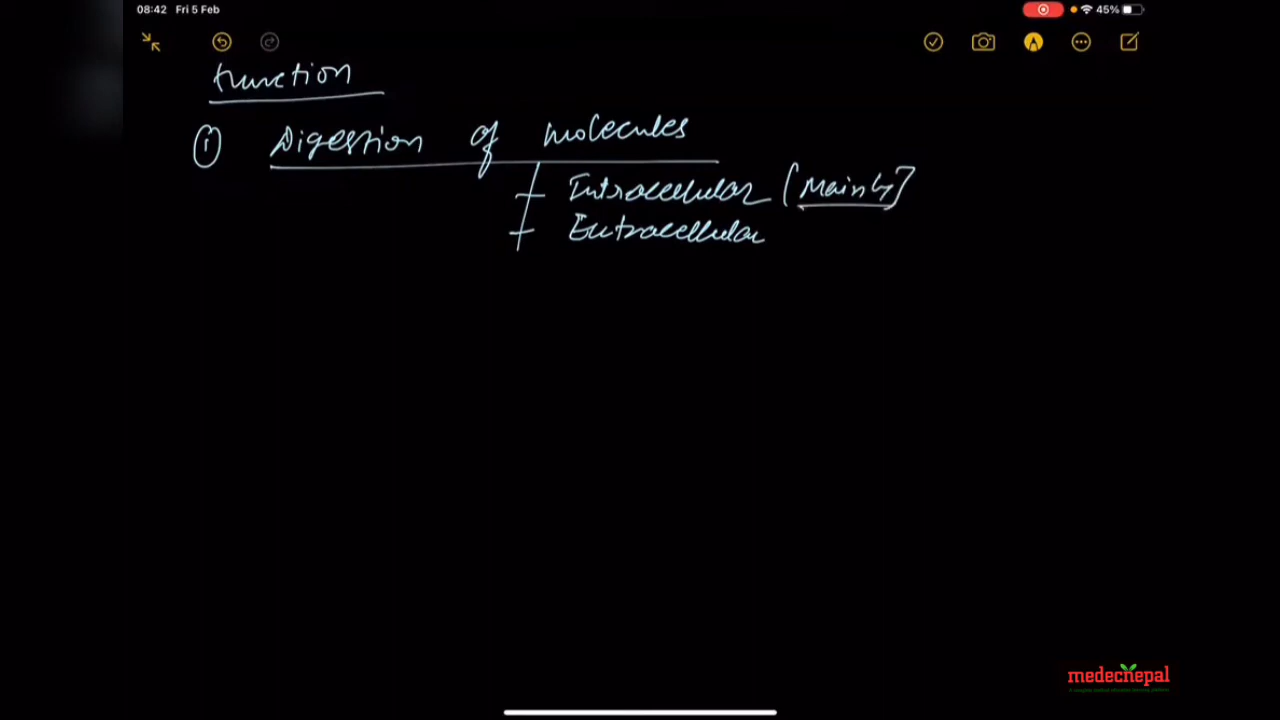 08:42 Fri 5 Feb 45%
Function
① Digestion of molecules
Intracellular [Mainly]
Extracellular
medecnepal